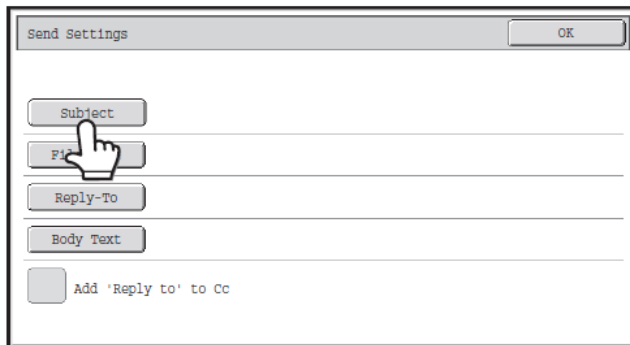 Send Settings OK
Subject
Reply-To
Body Text
Add 'Reply to' to Cc